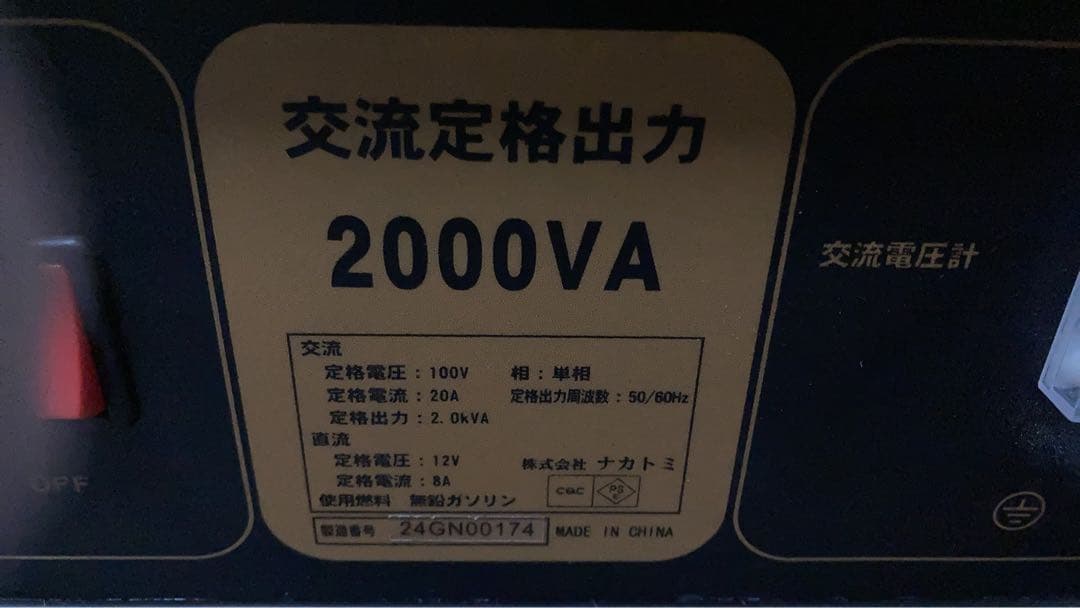 交流定格出力
2000VA
交流
定格電圧：100V 相：単相
定格電流：20A 定格出力周波数：50/60Hz
定格出力：2.0kVA
直流
定格電圧：12V
定格電流：8A
株式会社 ナカトミ
使用燃料 無鉛ガソリン
CQC PS E
製造番号 24GN00174 MADE IN CHINA
交流電圧計